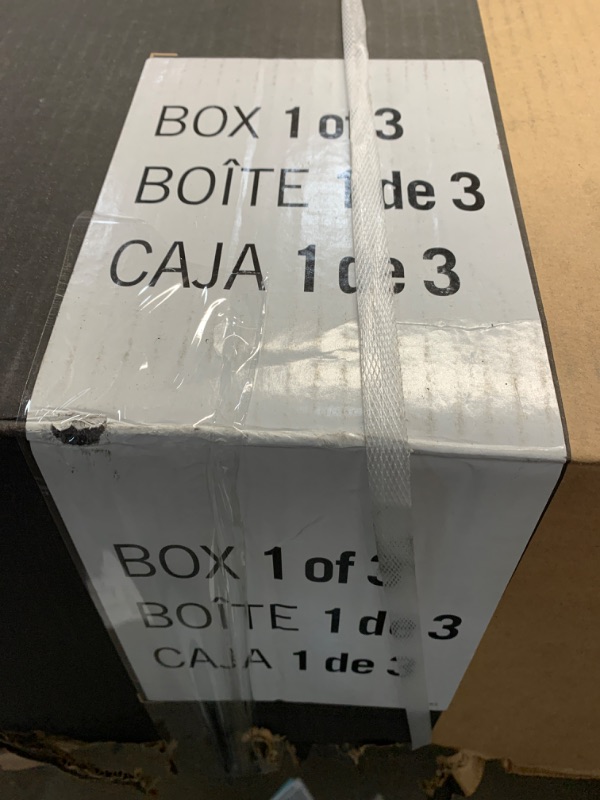 BOX 1 of 3
BOÎTE 1 de 3
CAJA 1 de 3
BOX 1 of 3
BOÎTE 1 de 3
CAJA 1 de 3